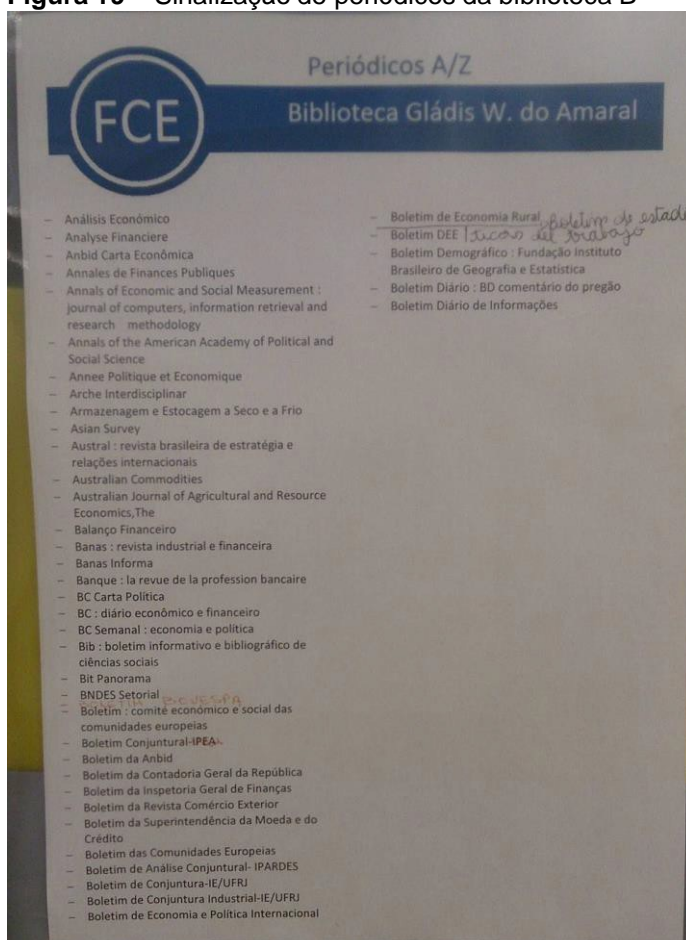 Sinalização de periódicos da biblioteca B
Periódicos A/Z
FCE
Biblioteca Gládis W. do Amaral
– Análisis Económico
– Analyse Financiere
– Anbid Carta Econômica
– Annales de Finances Publiques
– Annals of Economic and Social Measurement :
journal of computers, information retrieval and
research methodology
– Annals of the American Academy of Political and
Social Science
– Annee Politique et Economique
– Arche Interdisciplinar
– Armazenagem e Estocagem a Seco e a Frio
– Asian Survey
– Austral : revista brasileira de estratégia e
relações internacionais
– Australian Commodities
– Australian Journal of Agricultural and Resource
Economics,The
– Balanço Financeiro
– Banas : revista industrial e financeira
– Banas Informa
– Banque : la revue de la profession bancaire
– BC Carta Política
– BC : diário econômico e financeiro
– BC Semanal : economia e política
– Bib : boletim informativo e bibliográfico de
ciências sociais
– Bit Panorama
– BNDES Setorial
– BOLETIM BOVESPA
– Boletim : comite económico e social das
comunidades europeias
– Boletim Conjuntural-IPEA
– Boletim da Anbid
– Boletim da Contadoria Geral da República
– Boletim da Inspetoria Geral de Finanças
– Boletim da Revista Comércio Exterior
– Boletim da Superintendência da Moeda e do
Crédito
– Boletim das Comunidades Europeias
– Boletim de Análise Conjuntural- IPARDES
– Boletim de Conjuntura-IE/UFRJ
– Boletim de Conjuntura Industrial-IE/UFRJ
– Boletim de Economia e Política Internacional
– Boletim de Economia Rural boletim de estadis
– Boletim DEE ticas del trabajo
– Boletim Demográfico : Fundação Instituto
Brasileiro de Geografia e Estatística
– Boletim Diário : BD comentário do pregão
– Boletim Diário de Informações